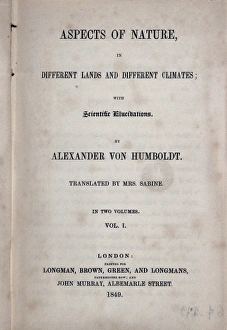 ASPECTS OF NATURE,
IN
DIFFERENT LANDS AND DIFFERENT CLIMATES;
WITH
Scientific Elucidations.
BY
ALEXANDER VON HUMBOLDT.
TRANSLATED BY MRS. SABINE.
IN TWO VOLUMES.
VOL. I.
LONDON:
PRINTED FOR
LONGMAN, BROWN, GREEN, AND LONGMANS,
PATERNOSTER ROW; AND
JOHN MURRAY, ALBEMARLE STREET.
1849.